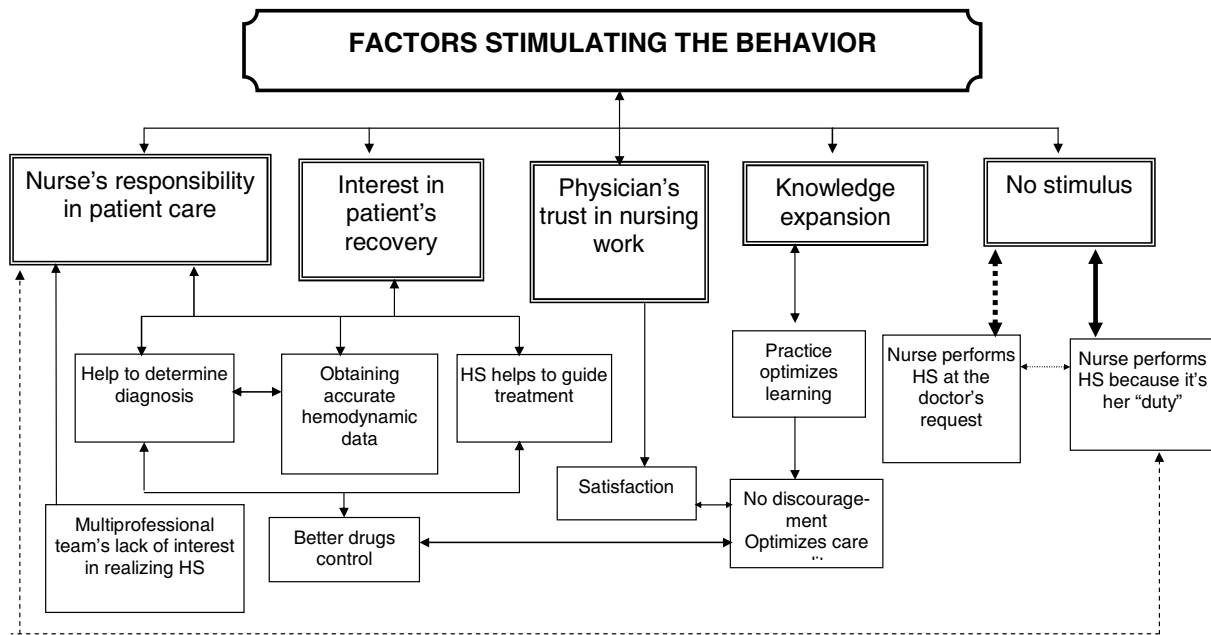 FACTORS STIMULATING THE BEHAVIOR
Nurse's responsibility
in patient care
Interest in
patient's
recovery
Physician's
trust in nursing
work
Knowledge
expansion
No stimulus
Help to determine
diagnosis
Obtaining
accurate
hemodynamic
data
HS helps to guide
treatment
Practice
optimizes
learning
Nurse performs
HS at the
doctor's
request
Nurse performs
HS because it's
her “duty”
Multiprofessional
team's lack of interest
in realizing HS
Better drugs
control
Satisfaction
No discourage-
ment
Optimizes care